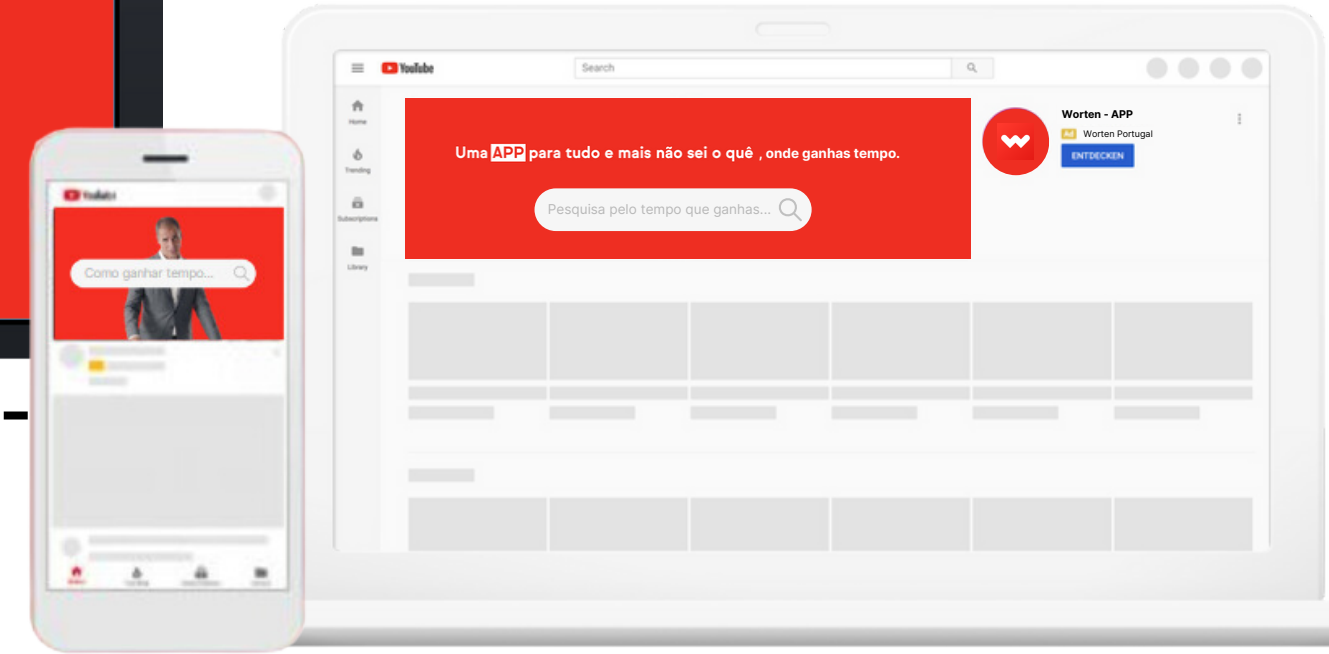 YouTube
Search
Home
Trending
Subscriptions
Library
Uma APP para tudo e mais não sei o quê , onde ganhas tempo.
Pesquisa pelo tempo que ganhas...
Worten - APP
Ad Worten Portugal
ENTDECKEN
YouTube
Como ganhar tempo...